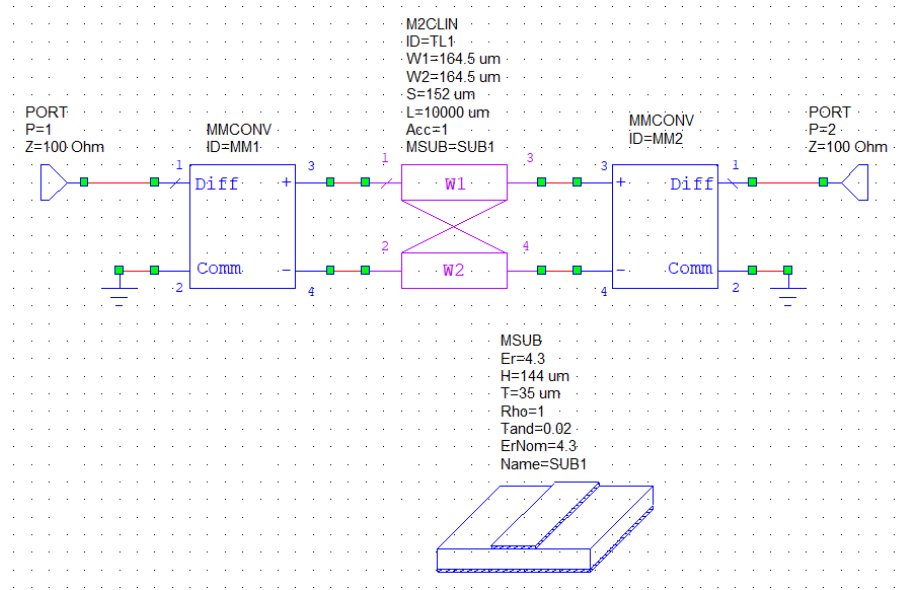 M2CLIN
ID=TL1
W1=164.5 um
W2=164.5 um
S=152 um
L=10000 um
Acc=1
MSUB=SUB1
PORT
P=1
Z=100 Ohm
MMCONV
ID=MM1
MMCONV
ID=MM2
PORT
P=2
Z=100 Ohm
1 Diff + 3
1 W1 3
3 + Diff 1
2 Comm - 4
2 W2 4
4 - Comm 2
MSUB
Er=4.3
H=144 um
T=35 um
Rho=1
Tand=0.02
ErNom=4.3
Name=SUB1